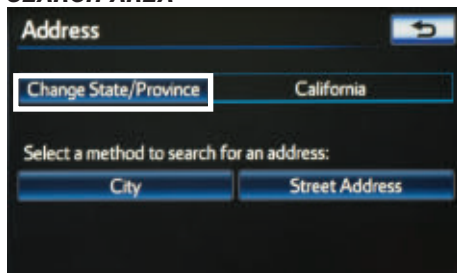 SEARCH AREA
Address
Change State/Province California
Select a method to search for an address:
City Street Address